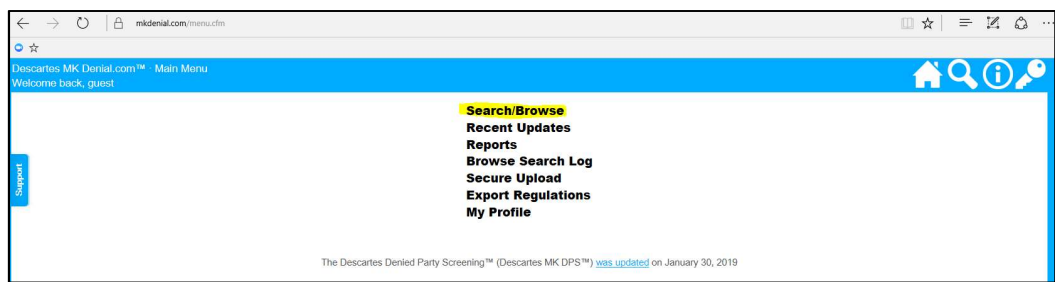 mkdenial.com/menu.cfm
Descartes MK Denial.com™ - Main Menu
Welcome back, guest
Search/Browse
Recent Updates
Reports
Browse Search Log
Secure Upload
Export Regulations
My Profile
Support
The Descartes Denied Party Screening™ (Descartes MK DPS™) was updated on January 30, 2019